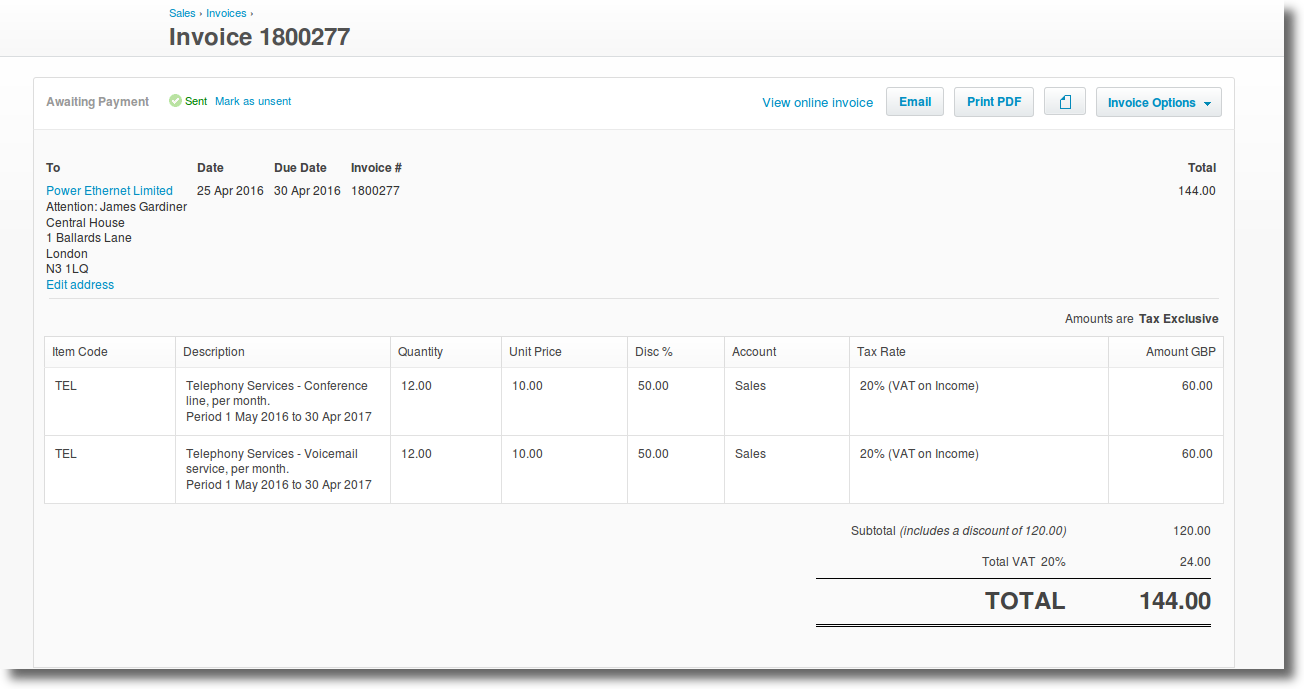 Sales › Invoices ›
Invoice 1800277
Awaiting Payment Sent Mark as unsent View online invoice Email Print PDF Invoice Options
To Date Due Date Invoice # Total
Power Ethernet Limited 25 Apr 2016 30 Apr 2016 1800277 144.00
Attention: James Gardiner
Central House
1 Ballards Lane
London
N3 1LQ
Edit address
Amounts are Tax Exclusive
Item Code Description Quantity Unit Price Disc % Account Tax Rate Amount GBP
TEL Telephony Services - Conference 12.00 10.00 50.00 Sales 20% (VAT on Income) 60.00
line, per month.
Period 1 May 2016 to 30 Apr 2017
TEL Telephony Services - Voicemail 12.00 10.00 50.00 Sales 20% (VAT on Income) 60.00
service, per month.
Period 1 May 2016 to 30 Apr 2017
Subtotal (includes a discount of 120.00) 120.00
Total VAT 20% 24.00
TOTAL 144.00